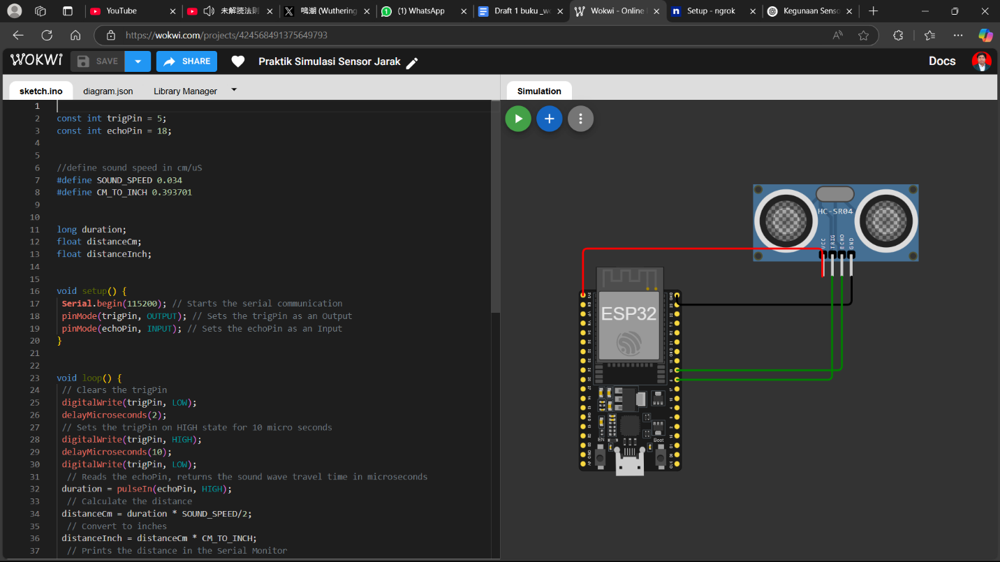 YouTube
未解読法則
鳴潮 (Wuthering
(1) WhatsApp
Draft 1 buku _w
Wokwi - Online
Setup - ngrok
Kegunaan Senso
https://wokwi.com/projects/424568491375649793
WOKWI
SAVE
SHARE
Praktik Simulasi Sensor Jarak
Docs
sketch.ino
diagram.json
Library Manager
Simulation
1
2 const int trigPin = 5;
3 const int echoPin = 18;
4
5
6 //define sound speed in cm/uS
7 #define SOUND_SPEED 0.034
8 #define CM_TO_INCH 0.393701
9
10
11 long duration;
12 float distanceCm;
13 float distanceInch;
14
15
16 void setup() {
17 Serial.begin(115200); // Starts the serial communication
18 pinMode(trigPin, OUTPUT); // Sets the trigPin as an Output
19 pinMode(echoPin, INPUT); // Sets the echoPin as an Input
20 }
21
22
23 void loop() {
24 // Clears the trigPin
25 digitalWrite(trigPin, LOW);
26 delayMicroseconds(2);
27 // Sets the trigPin on HIGH state for 10 micro seconds
28 digitalWrite(trigPin, HIGH);
29 delayMicroseconds(10);
30 digitalWrite(trigPin, LOW);
31 // Reads the echoPin, returns the sound wave travel time in microseconds
32 duration = pulseIn(echoPin, HIGH);
33 // Calculate the distance
34 distanceCm = duration * SOUND_SPEED/2;
35 // Convert to inches
36 distanceInch = distanceCm * CM_TO_INCH;
37 // Prints the distance in the Serial Monitor
HC-SR04
VCC
TRIG
ECHO
GND
ESP32
EN
Boot